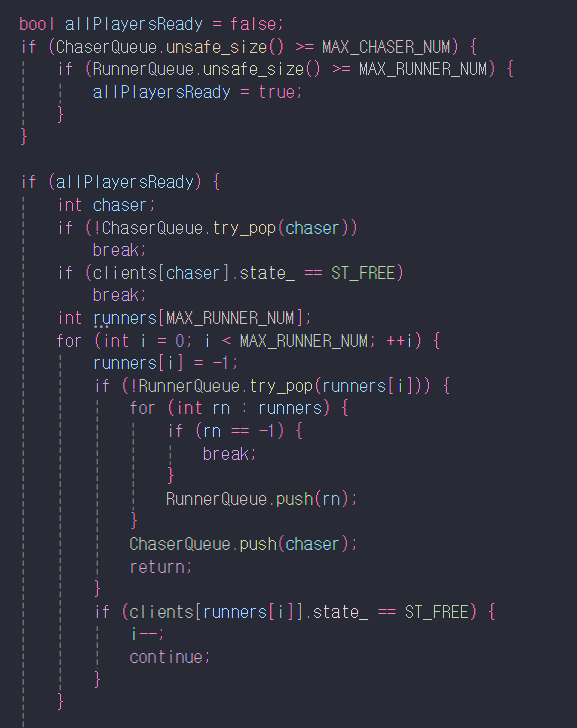 bool allPlayersReady = false;
if (ChaserQueue.unsafe_size() >= MAX_CHASER_NUM) {
    if (RunnerQueue.unsafe_size() >= MAX_RUNNER_NUM) {
        allPlayersReady = true;
    }
}

if (allPlayersReady) {
    int chaser;
    if (!ChaserQueue.try_pop(chaser))
        break;
    if (clients[chaser].state_ == ST_FREE)
        break;
    int runners[MAX_RUNNER_NUM];
    for (int i = 0; i < MAX_RUNNER_NUM; ++i) {
        runners[i] = -1;
        if (!RunnerQueue.try_pop(runners[i])) {
            for (int rn : runners) {
                if (rn == -1) {
                    break;
                }
                RunnerQueue.push(rn);
            }
            ChaserQueue.push(chaser);
            return;
        }
        if (clients[runners[i]].state_ == ST_FREE) {
            i--;
            continue;
        }
    }